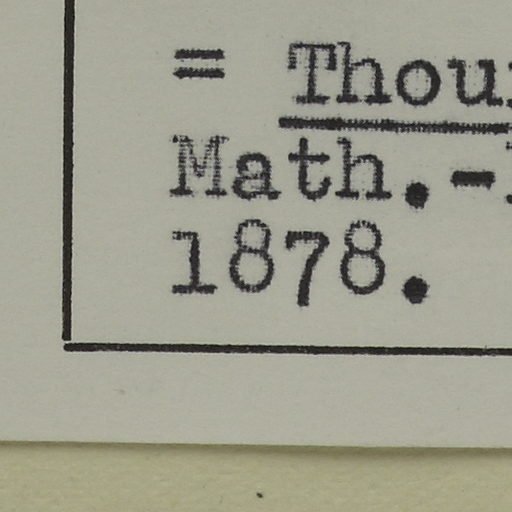 = Thou
Math.-
1878.